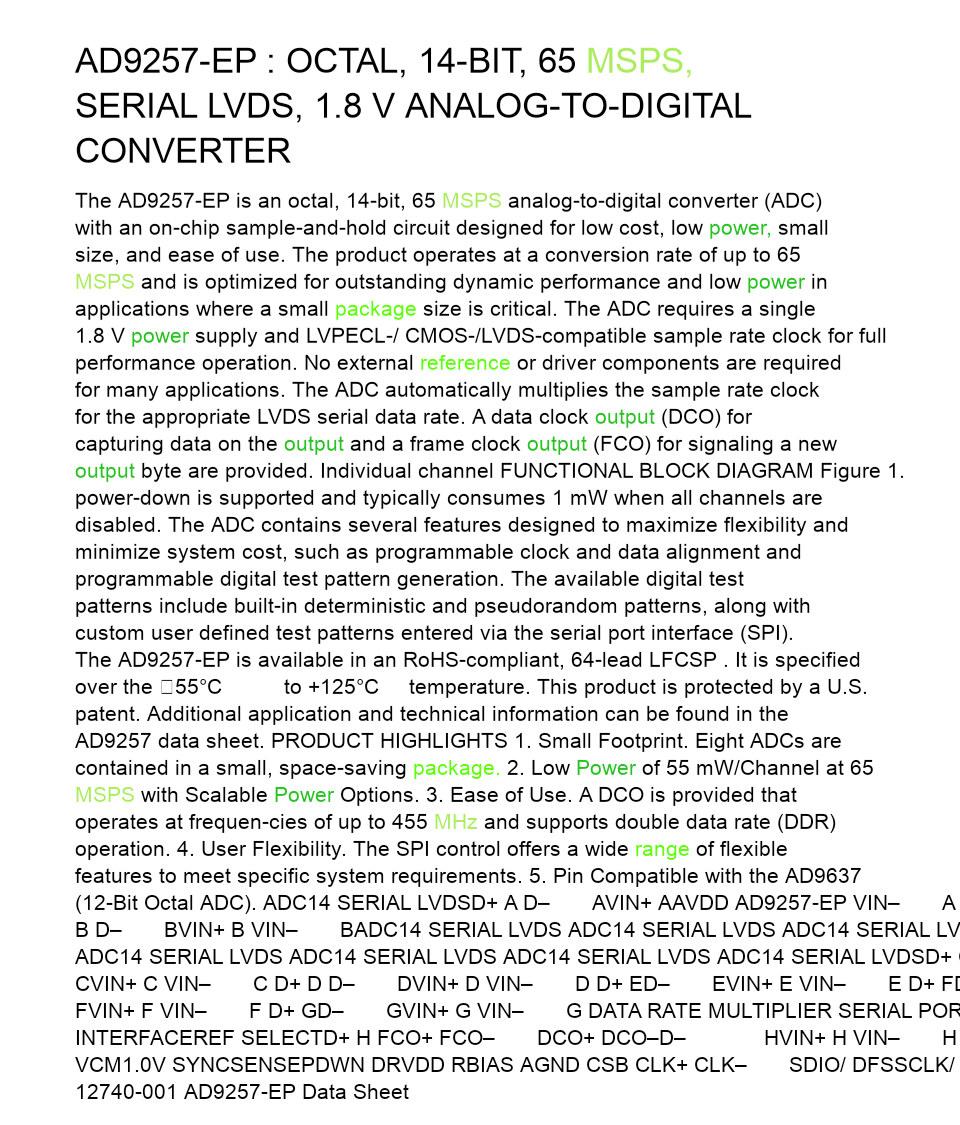 AD9257-EP : OCTAL, 14-BIT, 65 MSPS,
SERIAL LVDS, 1.8 V ANALOG-TO-DIGITAL
CONVERTER
The AD9257-EP is an octal, 14-bit, 65 MSPS analog-to-digital converter (ADC)
with an on-chip sample-and-hold circuit designed for low cost, low power, small
size, and ease of use. The product operates at a conversion rate of up to 65
MSPS and is optimized for outstanding dynamic performance and low power in
applications where a small package size is critical. The ADC requires a single
1.8 V power supply and LVPECL-/ CMOS-/LVDS-compatible sample rate clock for full
performance operation. No external reference or driver components are required
for many applications. The ADC automatically multiplies the sample rate clock
for the appropriate LVDS serial data rate. A data clock output (DCO) for
capturing data on the output and a frame clock output (FCO) for signaling a new
output byte are provided. Individual channel FUNCTIONAL BLOCK DIAGRAM Figure 1.
power-down is supported and typically consumes 1 mW when all channels are
disabled. The ADC contains several features designed to maximize flexibility and
minimize system cost, such as programmable clock and data alignment and
programmable digital test pattern generation. The available digital test
patterns include built-in deterministic and pseudorandom patterns, along with
custom user defined test patterns entered via the serial port interface (SPI).
The AD9257-EP is available in an RoHS-compliant, 64-lead LFCSP . It is specified
over the □55°C to +125°C temperature. This product is protected by a U.S.
patent. Additional application and technical information can be found in the
AD9257 data sheet. PRODUCT HIGHLIGHTS 1. Small Footprint. Eight ADCs are
contained in a small, space-saving package. 2. Low Power of 55 mW/Channel at 65
MSPS with Scalable Power Options. 3. Ease of Use. A DCO is provided that
operates at frequen-cies of up to 455 MHz and supports double data rate (DDR)
operation. 4. User Flexibility. The SPI control offers a wide range of flexible
features to meet specific system requirements. 5. Pin Compatible with the AD9637
(12-Bit Octal ADC). ADC14 SERIAL LVDSD+ A D– AVIN+ AAVDD AD9257-EP VIN– A
B D– BVIN+ B VIN– BADC14 SERIAL LVDS ADC14 SERIAL LVDS ADC14 SERIAL LV
ADC14 SERIAL LVDS ADC14 SERIAL LVDS ADC14 SERIAL LVDS ADC14 SERIAL LVDSD+
CVIN+ C VIN– C D+ D D– DVIN+ D VIN– D D+ ED– EVIN+ E VIN– E D+ FD
FVIN+ F VIN– F D+ GD– GVIN+ G VIN– G DATA RATE MULTIPLIER SERIAL POR
INTERFACEREF SELECTD+ H FCO+ FCO– DCO+ DCO–D– HVIN+ H VIN– H
VCM1.0V SYNCSENSEPDWN DRVDD RBIAS AGND CSB CLK+ CLK– SDIO/ DFSSCLK/
12740-001 AD9257-EP Data Sheet